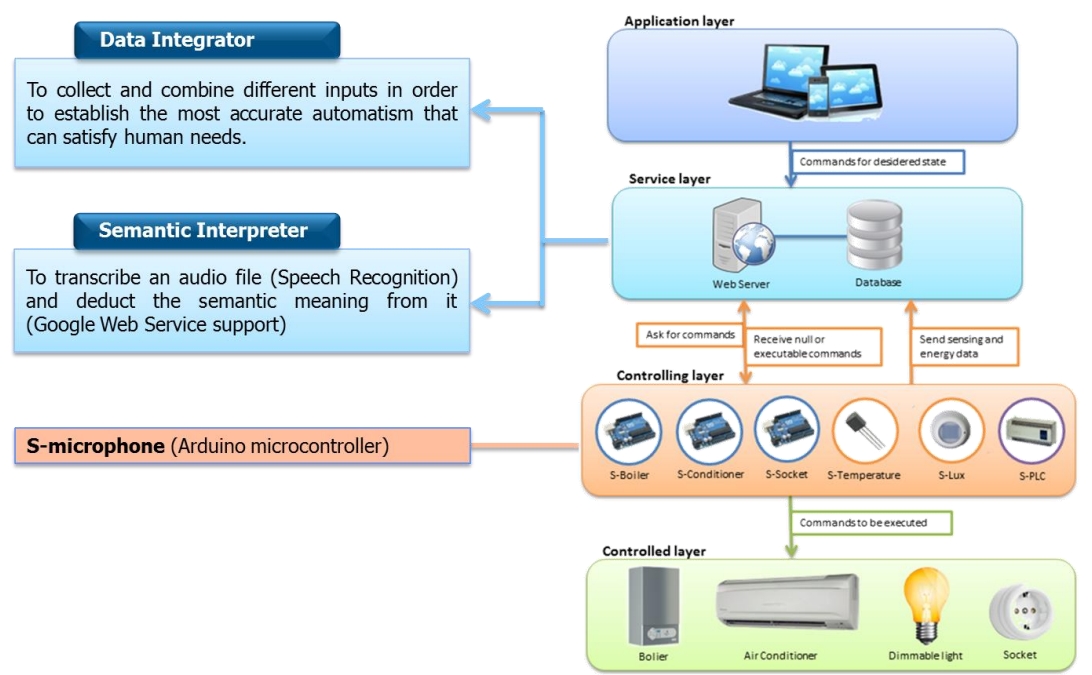 Data Integrator
To collect and combine different inputs in order
to establish the most accurate automatism that
can satisfy human needs.
Semantic Interpreter
To transcribe an audio file (Speech Recognition)
and deduct the semantic meaning from it
(Google Web Service support)
S-microphone (Arduino microcontroller)
Application layer
Commands for desidered state
Service layer
Web Server
Database
Ask for commands
Receive null or
executable commands
Send sensing and
energy data
Controlling layer
S-Boiler
S-Conditioner
S-Socket
S-Temperature
S-Lux
S-PLC
Commands to be executed
Controlled layer
Bolier
Air Conditioner
Dimmable light
Socket